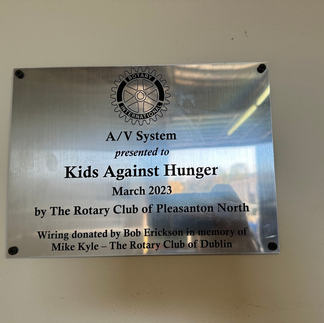 ROTARY
INTERNATIONAL
A/V System
presented to
Kids Against Hunger
March 2023
by The Rotary Club of Pleasanton North
Wiring donated by Bob Erickson in memory of
Mike Kyle – The Rotary Club of Dublin